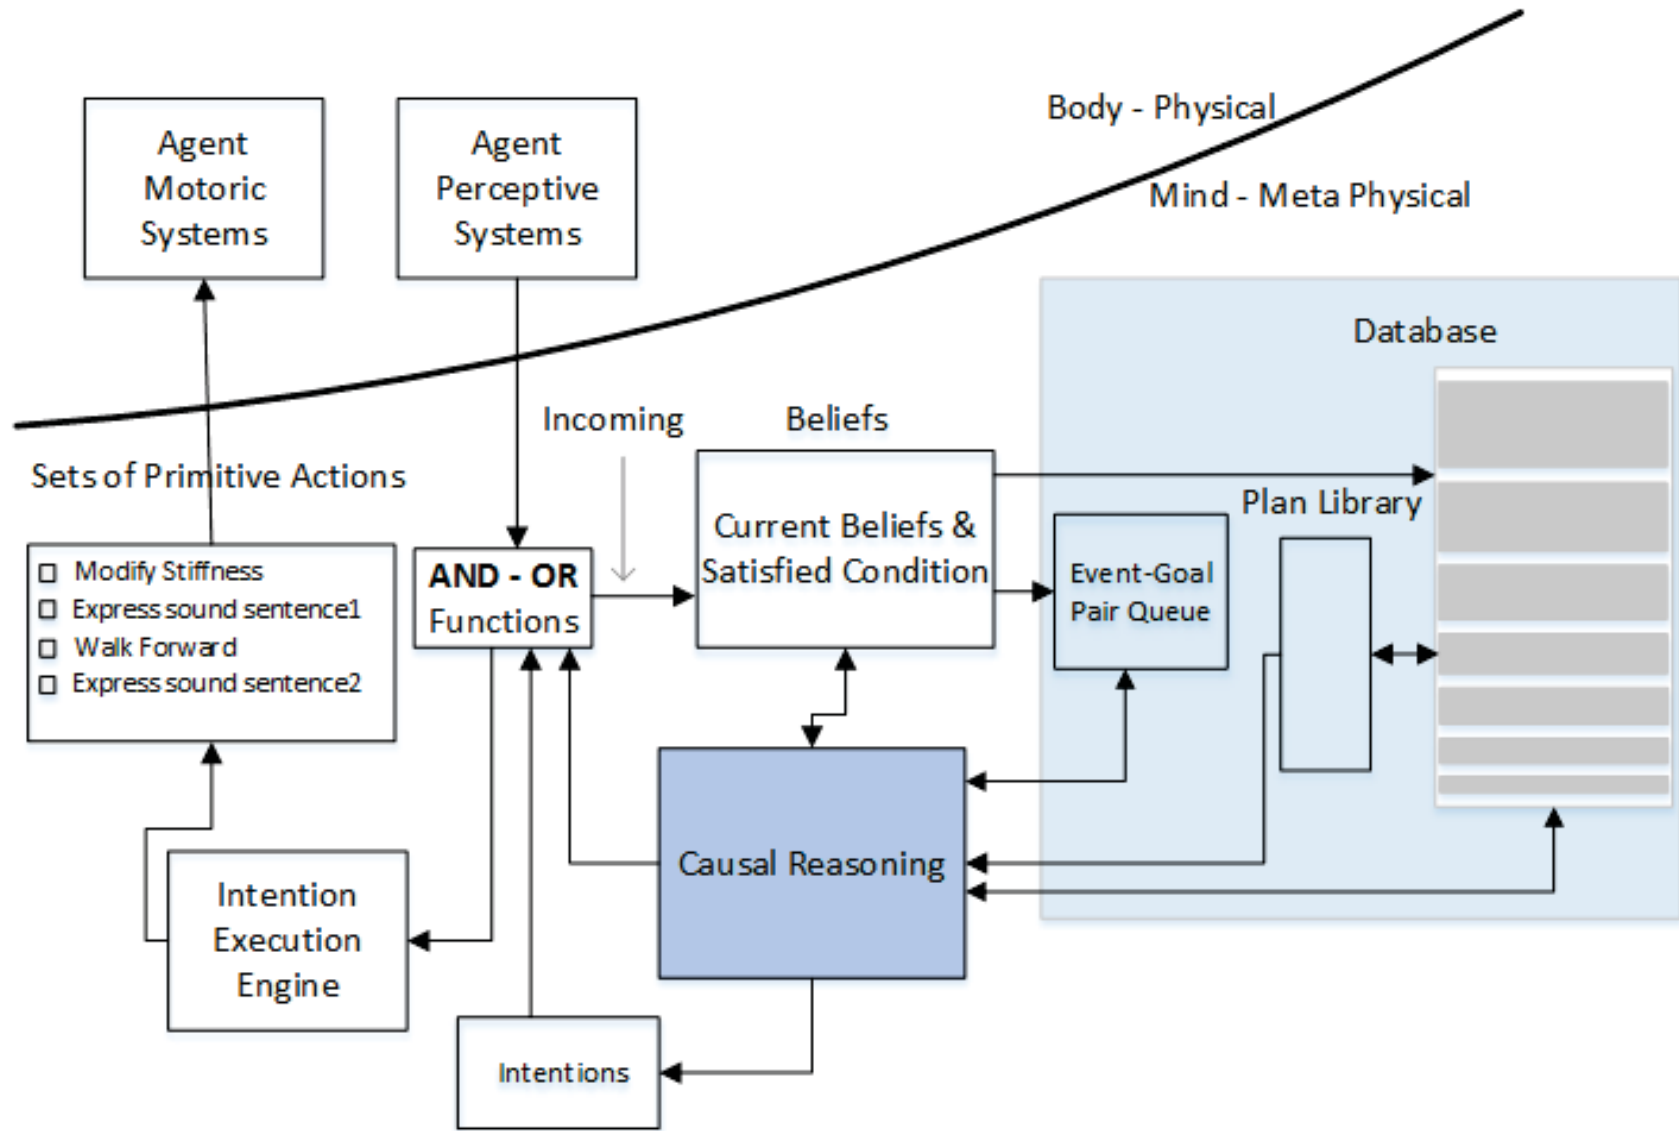 Body - Physical
Mind - Meta Physical
Agent
Motoric
Systems
Agent
Perceptive
Systems
Database
Incoming
Beliefs
Sets of Primitive Actions
Plan Library
Current Beliefs &
Satisfied Condition
AND - OR
Functions
Event-Goal
Pair Queue
Modify Stiffness
Express sound sentence1
Walk Forward
Express sound sentence2
Causal Reasoning
Intention
Execution
Engine
Intentions